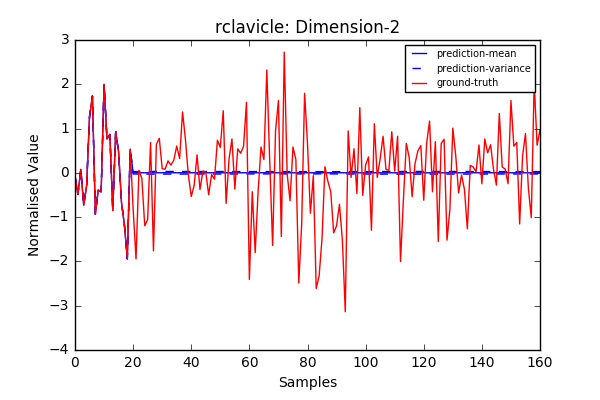 rclavicle: Dimension-2
3
2
1
0
−1
−2
−3
−4
Normalised Value
prediction-mean
prediction-variance
ground-truth
0 20 40 60 80 100 120 140 160
Samples